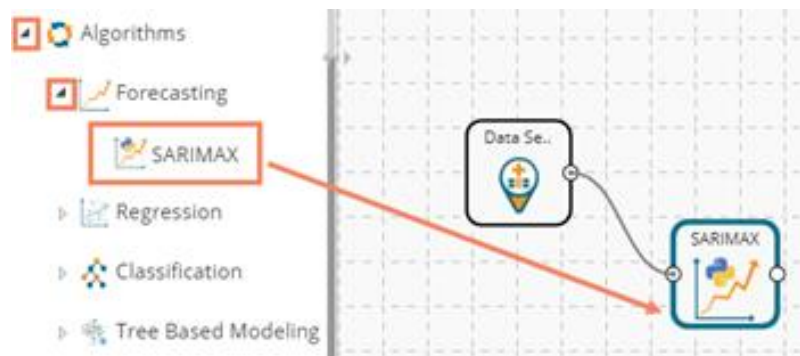 Algorithms
Forecasting
SARIMAX
Regression
Classification
Tree Based Modeling
Data Se..
SARIMAX